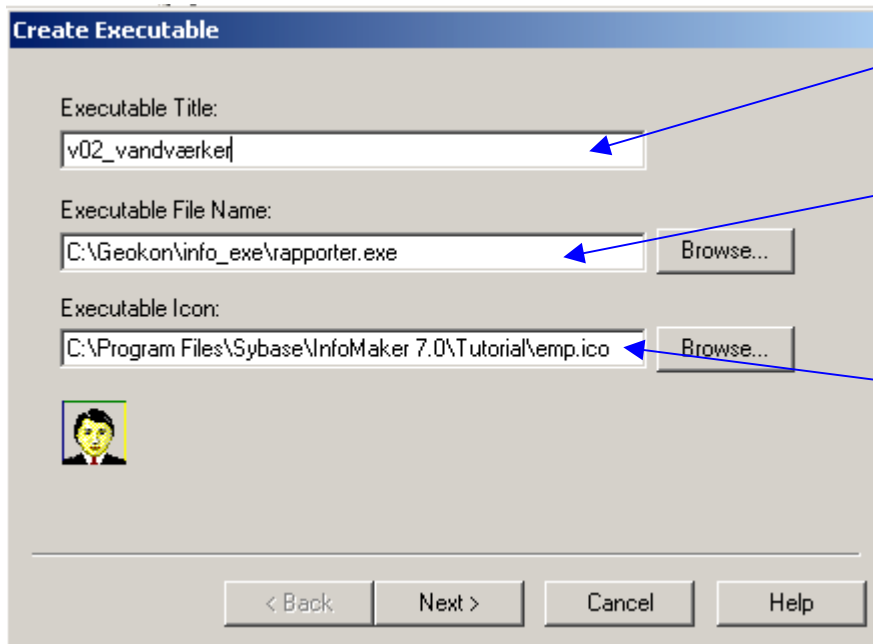 Create Executable
Executable Title:
v02_vandværker
Executable File Name:
C:\Geokon\info_exe\rapporter.exe
Browse...
Executable Icon:
C:\Program Files\Sybase\InfoMaker 7.0\Tutorial\emp.ico
Browse...
< Back
Next >
Cancel
Help